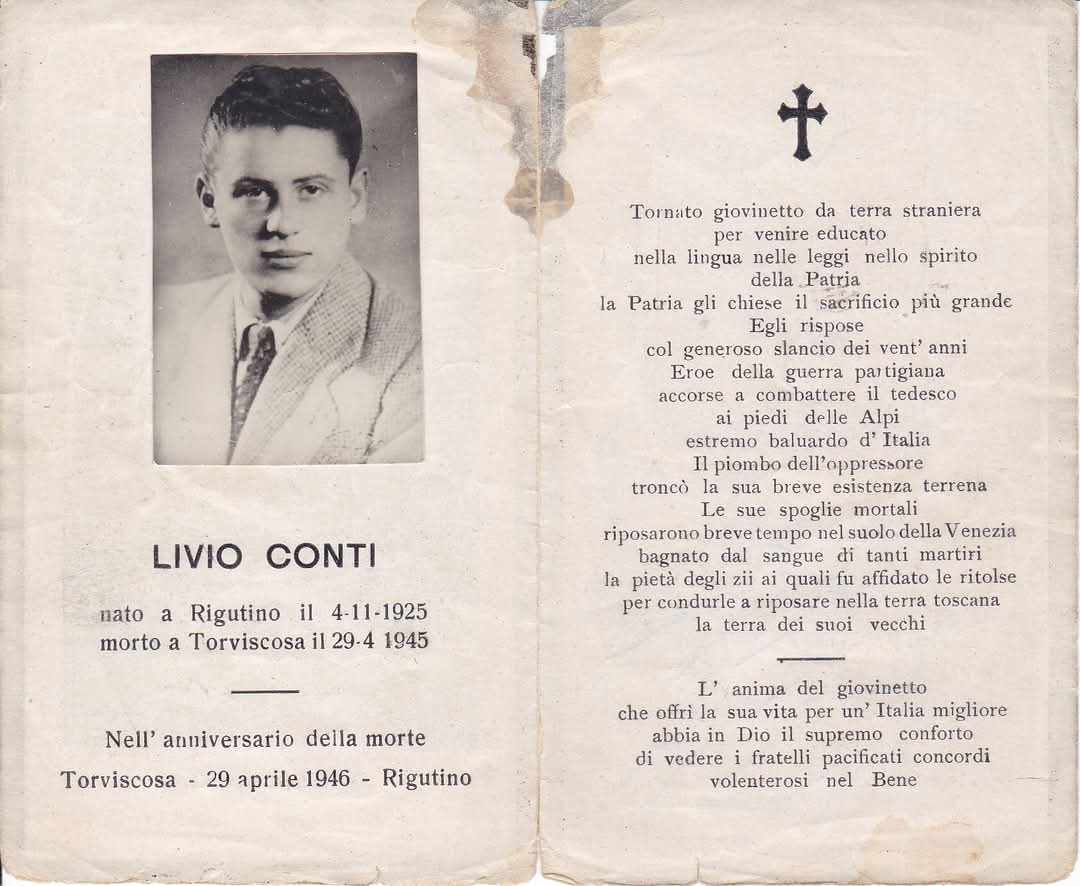 LIVIO CONTI
nato a Rigutino il 4-11-1925
morto a Torviscosa il 29-4 1945
Nell' anniversario della morte
Torviscosa - 29 aprile 1946 - Rigutino
Tornato giovinetto da terra straniera
per venire educato
nella lingua nelle leggi nello spirito
della Patria
la Patria gli chiese il sacrificio più grande
Egli rispose
col generoso slancio dei vent' anni
Eroe della guerra partigiana
accorse a combattere il tedesco
ai piedi delle Alpi
estremo baluardo d' Italia
Il piombo dell'oppressore
troncò la sua breve esistenza terrena
Le sue spoglie mortali
riposarono breve tempo nel suolo della Venezia
bagnato dal sangue di tanti martiri
la pietà degli zii ai quali fu affidato le ritolse
per condurle a riposare nella terra toscana
la terra dei suoi vecchi
L' anima del giovinetto
che offrì la sua vita per un' Italia migliore
abbia in Dio il supremo conforto
di vedere i fratelli pacificati concordi
volenterosi nel Bene